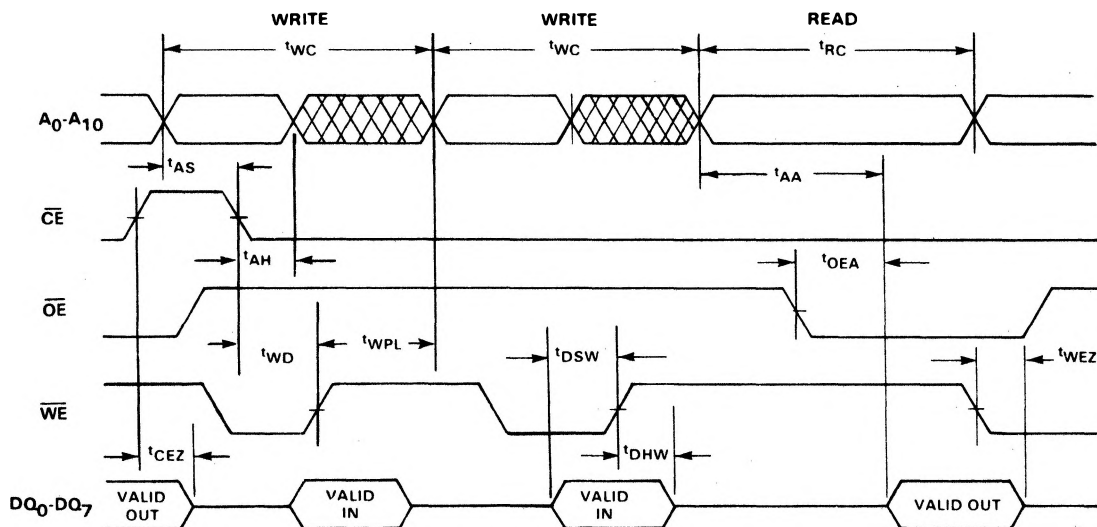 WRITE WRITE READ
tWC tWC tRC
A0-A10
tAS tAA
CE
tAH tOEA
OE
tWD tWPL tDSW tWEZ
WE
tCEZ tDHW
DQ0-DQ7 VALID OUT VALID IN VALID IN VALID OUT